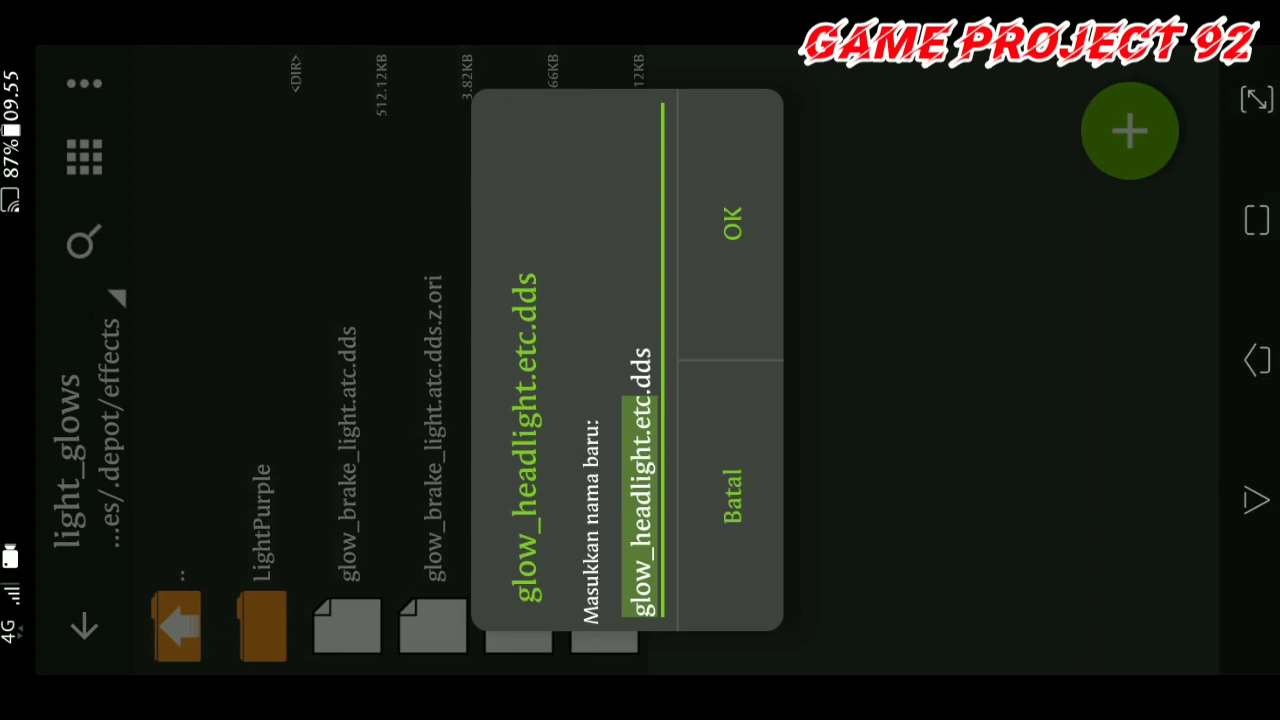 GAME PROJECT 92
4G
87%
09.55
light_glows
...es/.depot/effects
..
<DIR>
LightPurple
glow_brake_light.atc.dds
512.12KB
glow_brake_light.atc.dds.z.ori
3.82KB
66KB
12KB
glow_headlight.etc.dds
Masukkan nama baru:
glow_headlight.etc.dds
Batal
OK